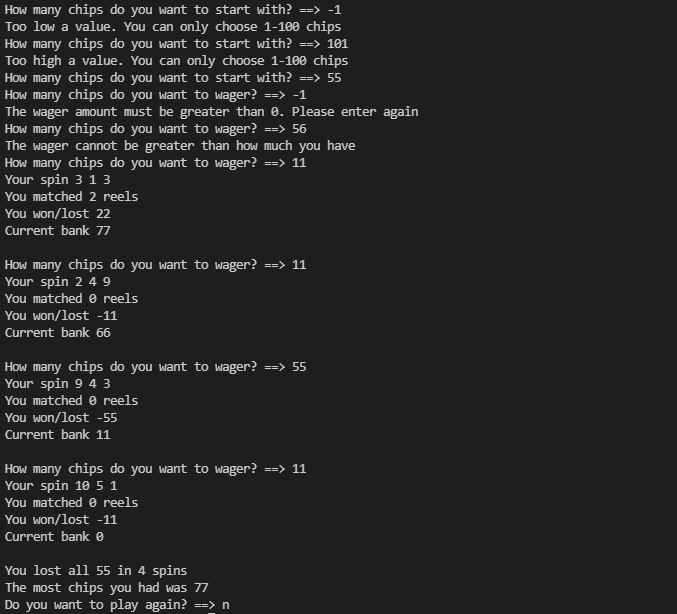 How many chips do you want to start with? ==> -1
Too low a value. You can only choose 1-100 chips
How many chips do you want to start with? ==> 101
Too high a value. You can only choose 1-100 chips
How many chips do you want to start with? ==> 55
How many chips do you want to wager? ==> -1
The wager amount must be greater than 0. Please enter again
How many chips do you want to wager? ==> 56
The wager cannot be greater than how much you have
How many chips do you want to wager? ==> 11
Your spin 3 1 3
You matched 2 reels
You won/lost 22
Current bank 77
How many chips do you want to wager? ==> 11
Your spin 2 4 9
You matched 0 reels
You won/lost -11
Current bank 66
How many chips do you want to wager? ==> 55
Your spin 9 4 3
You matched 0 reels
You won/lost -55
Current bank 11
How many chips do you want to wager? ==> 11
Your spin 10 5 1
You matched 0 reels
You won/lost -11
Current bank 0
You lost all 55 in 4 spins
The most chips you had was 77
Do you want to play again? ==> n